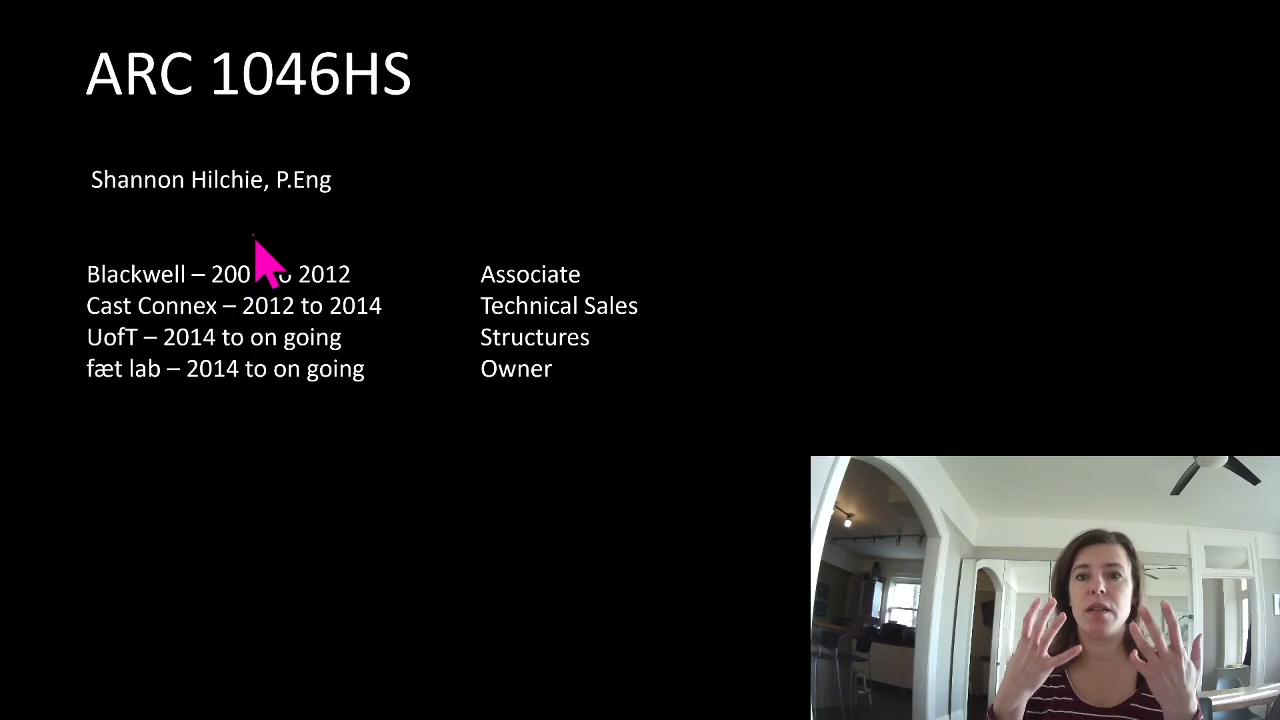 ARC 1046HS
Shannon Hilchie, P.Eng
Blackwell – 200 2012 Associate
Cast Connex – 2012 to 2014 Technical Sales
UofT – 2014 to on going Structures
fæt lab – 2014 to on going Owner